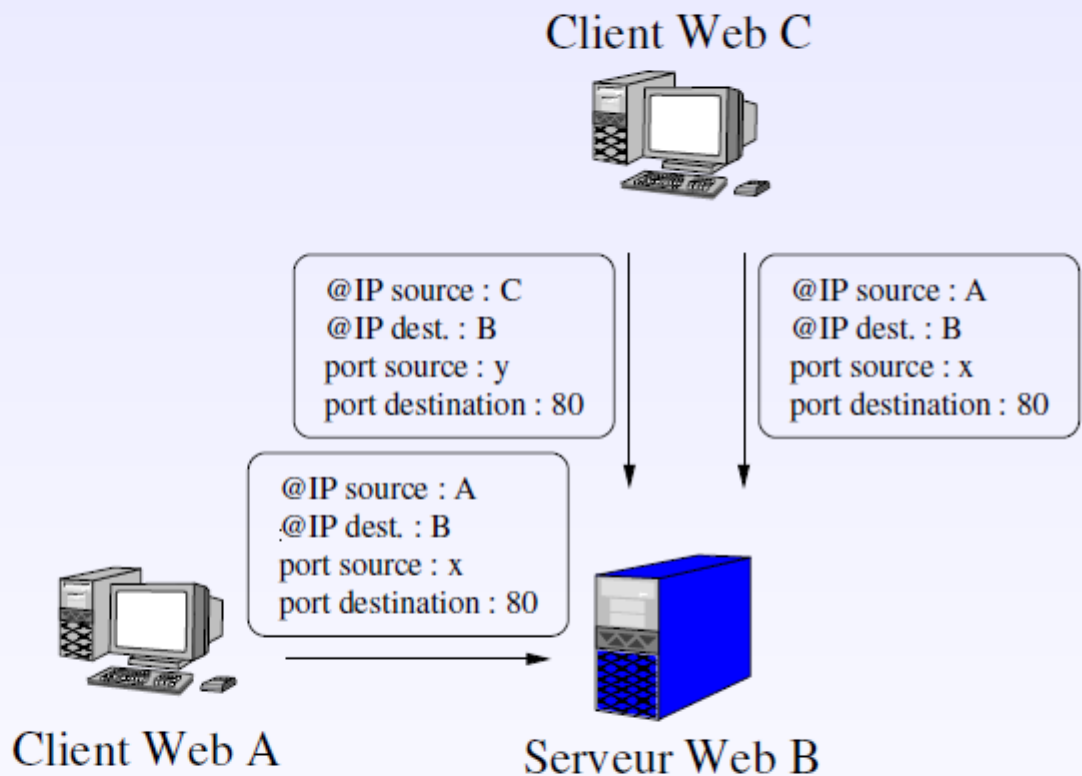 Client Web C
@IP source : C
@IP dest. : B
port source : y
port destination : 80
@IP source : A
@IP dest. : B
port source : x
port destination : 80
@IP source : A
@IP dest. : B
port source : x
port destination : 80
Client Web A
Serveur Web B